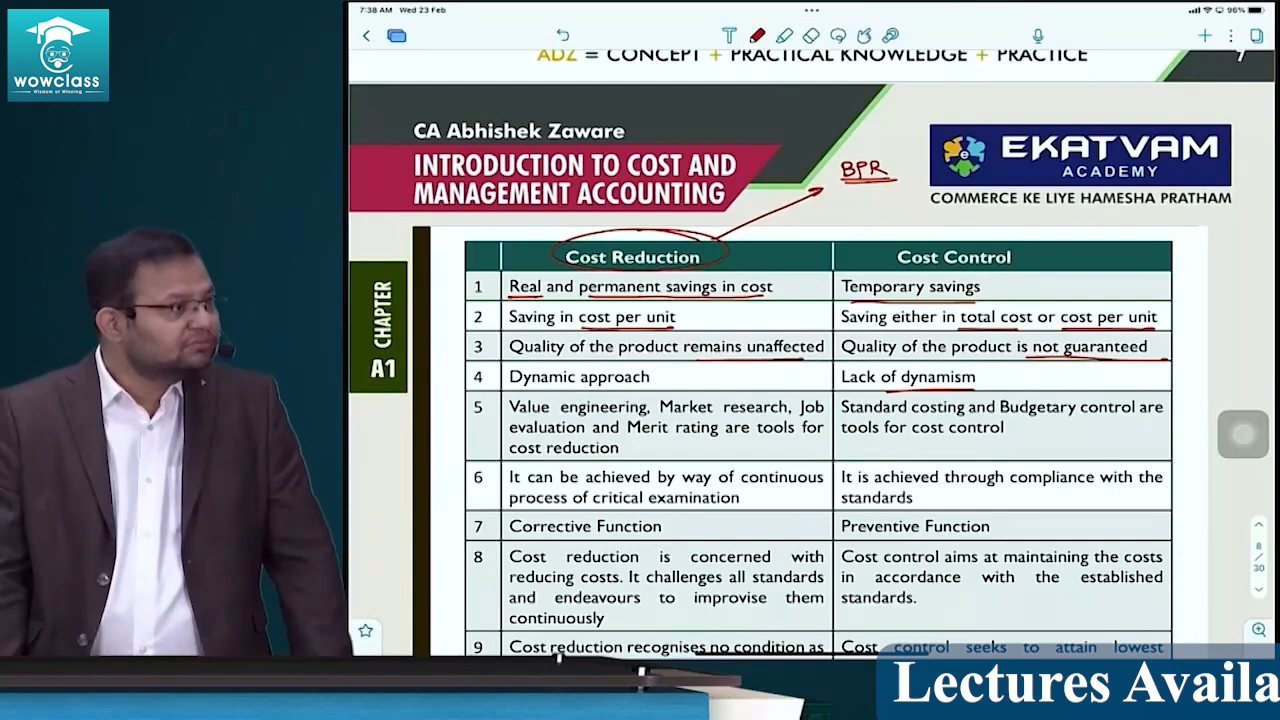 wowclass
Wisdom of Winning
7:38 AM Wed 23 Feb
96%
ADZ = CONCEPT + PRACTICAL KNOWLEDGE + PRACTICE
7
CA Abhishek Zaware
INTRODUCTION TO COST AND
MANAGEMENT ACCOUNTING
BPR
EKATVAM
ACADEMY
COMMERCE KE LIYE HAMESHA PRATHAM
CHAPTER
A1
Cost Reduction Cost Control
1 Real and permanent savings in cost Temporary savings
2 Saving in cost per unit Saving either in total cost or cost per unit
3 Quality of the product remains unaffected Quality of the product is not guaranteed
4 Dynamic approach Lack of dynamism
5 Value engineering, Market research, Job Standard costing and Budgetary control are
evaluation and Merit rating are tools for tools for cost control
cost reduction
6 It can be achieved by way of continuous It is achieved through compliance with the
process of critical examination standards
7 Corrective Function Preventive Function
8 Cost reduction is concerned with Cost control aims at maintaining the costs
reducing costs. It challenges all standards in accordance with the established
and endeavours to improvise them standards.
continuously
9 Cost reduction recognises no condition as Cost control seeks to attain lowest
8
/
30
Lectures Availa